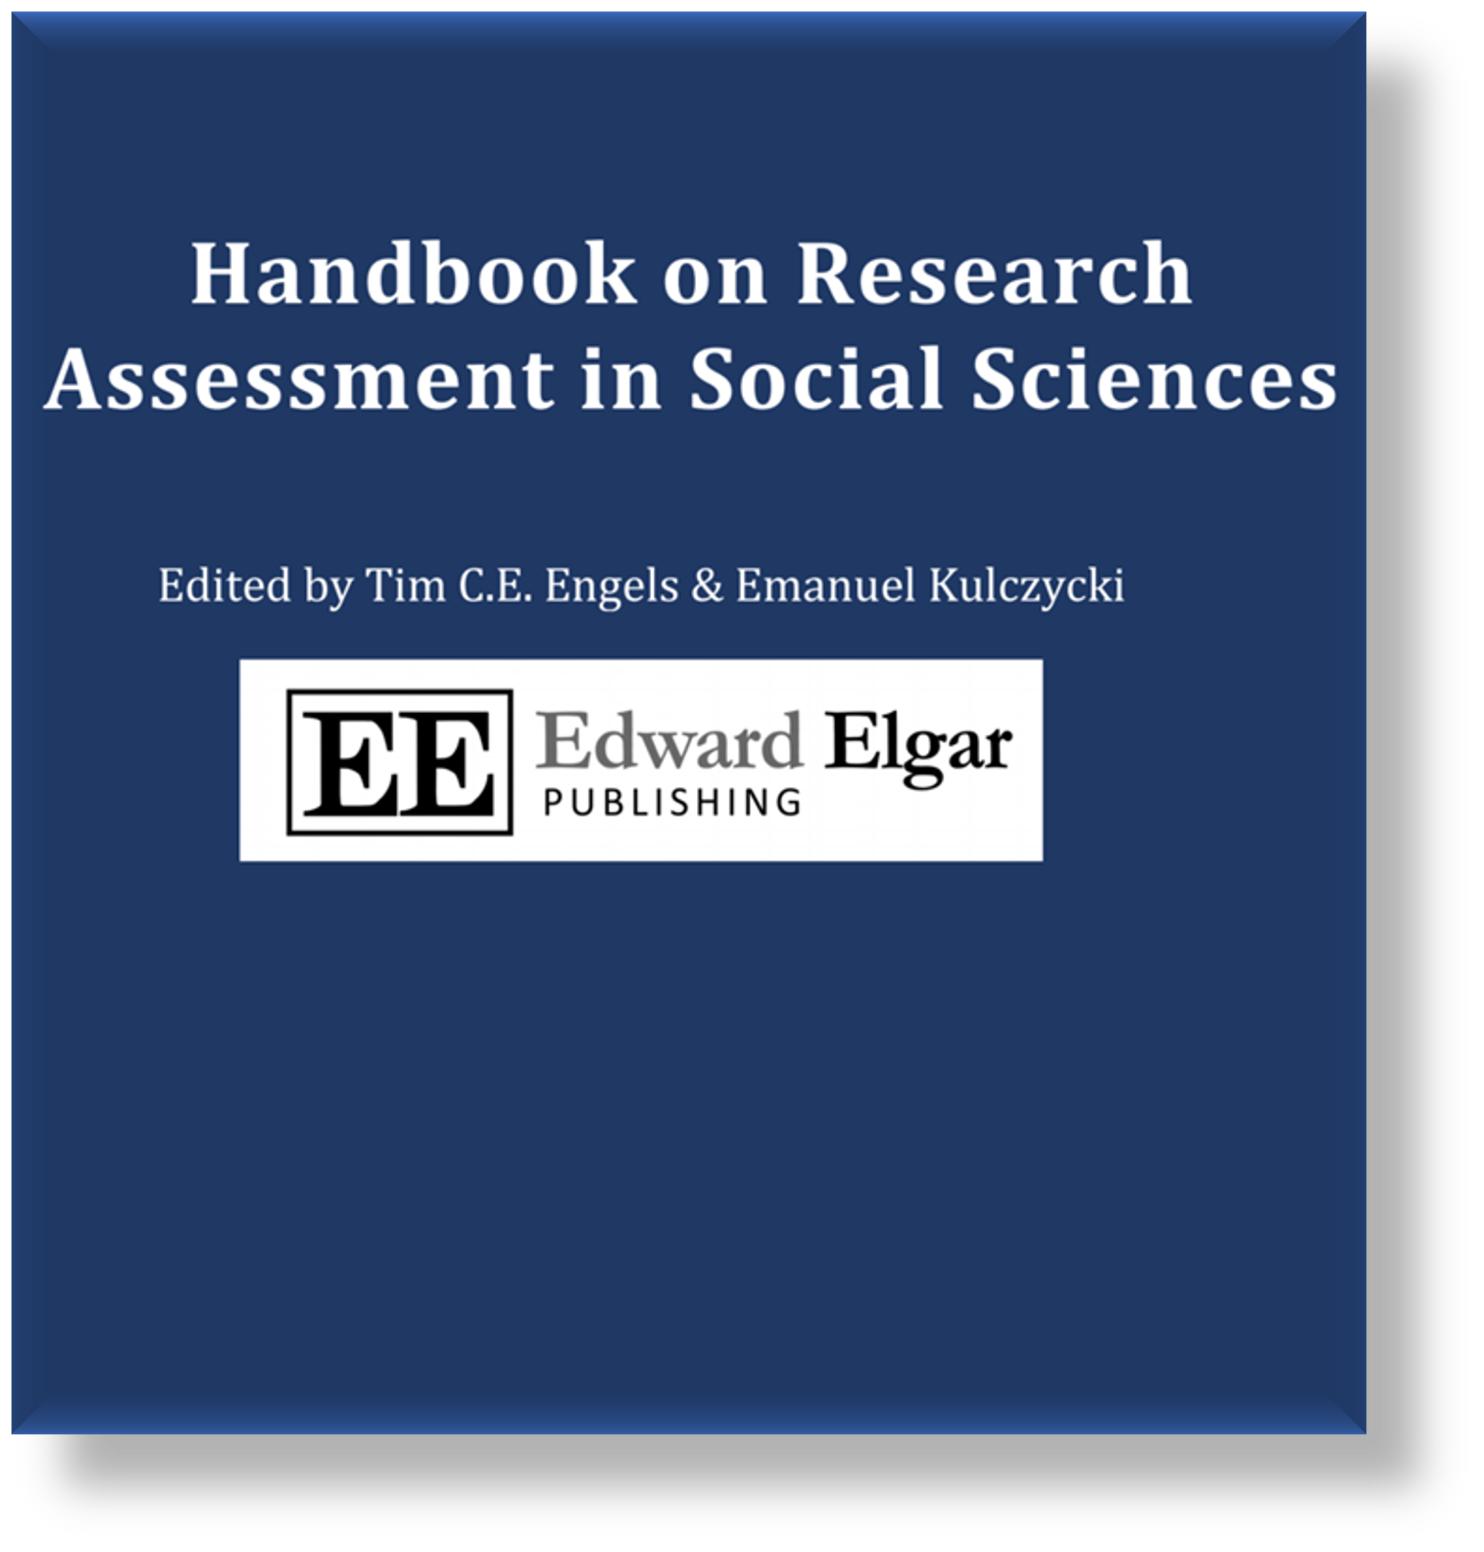 Handbook on Research
Assessment in Social Sciences
Edited by Tim C.E. Engels & Emanuel Kulczycki
EE Edward Elgar
PUBLISHING